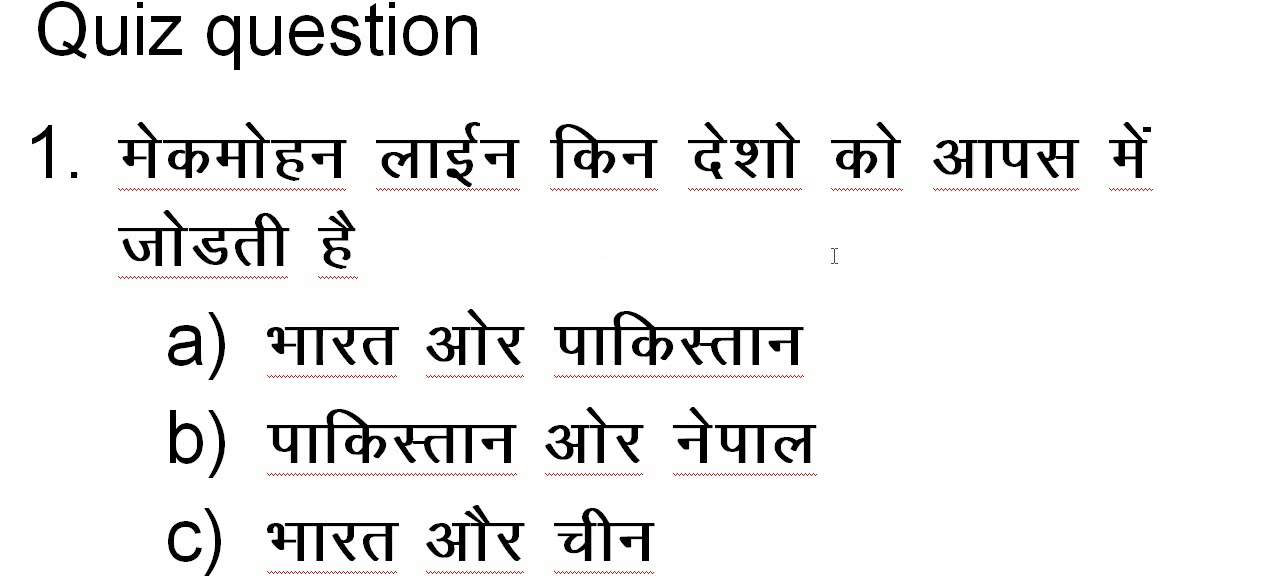 Quiz question
1. मेकमोहन लाईन किन देशो को आपस में
जोडती है
a) भारत ओर पाकिस्तान
b) पाकिस्तान ओर नेपाल
c) भारत और चीन